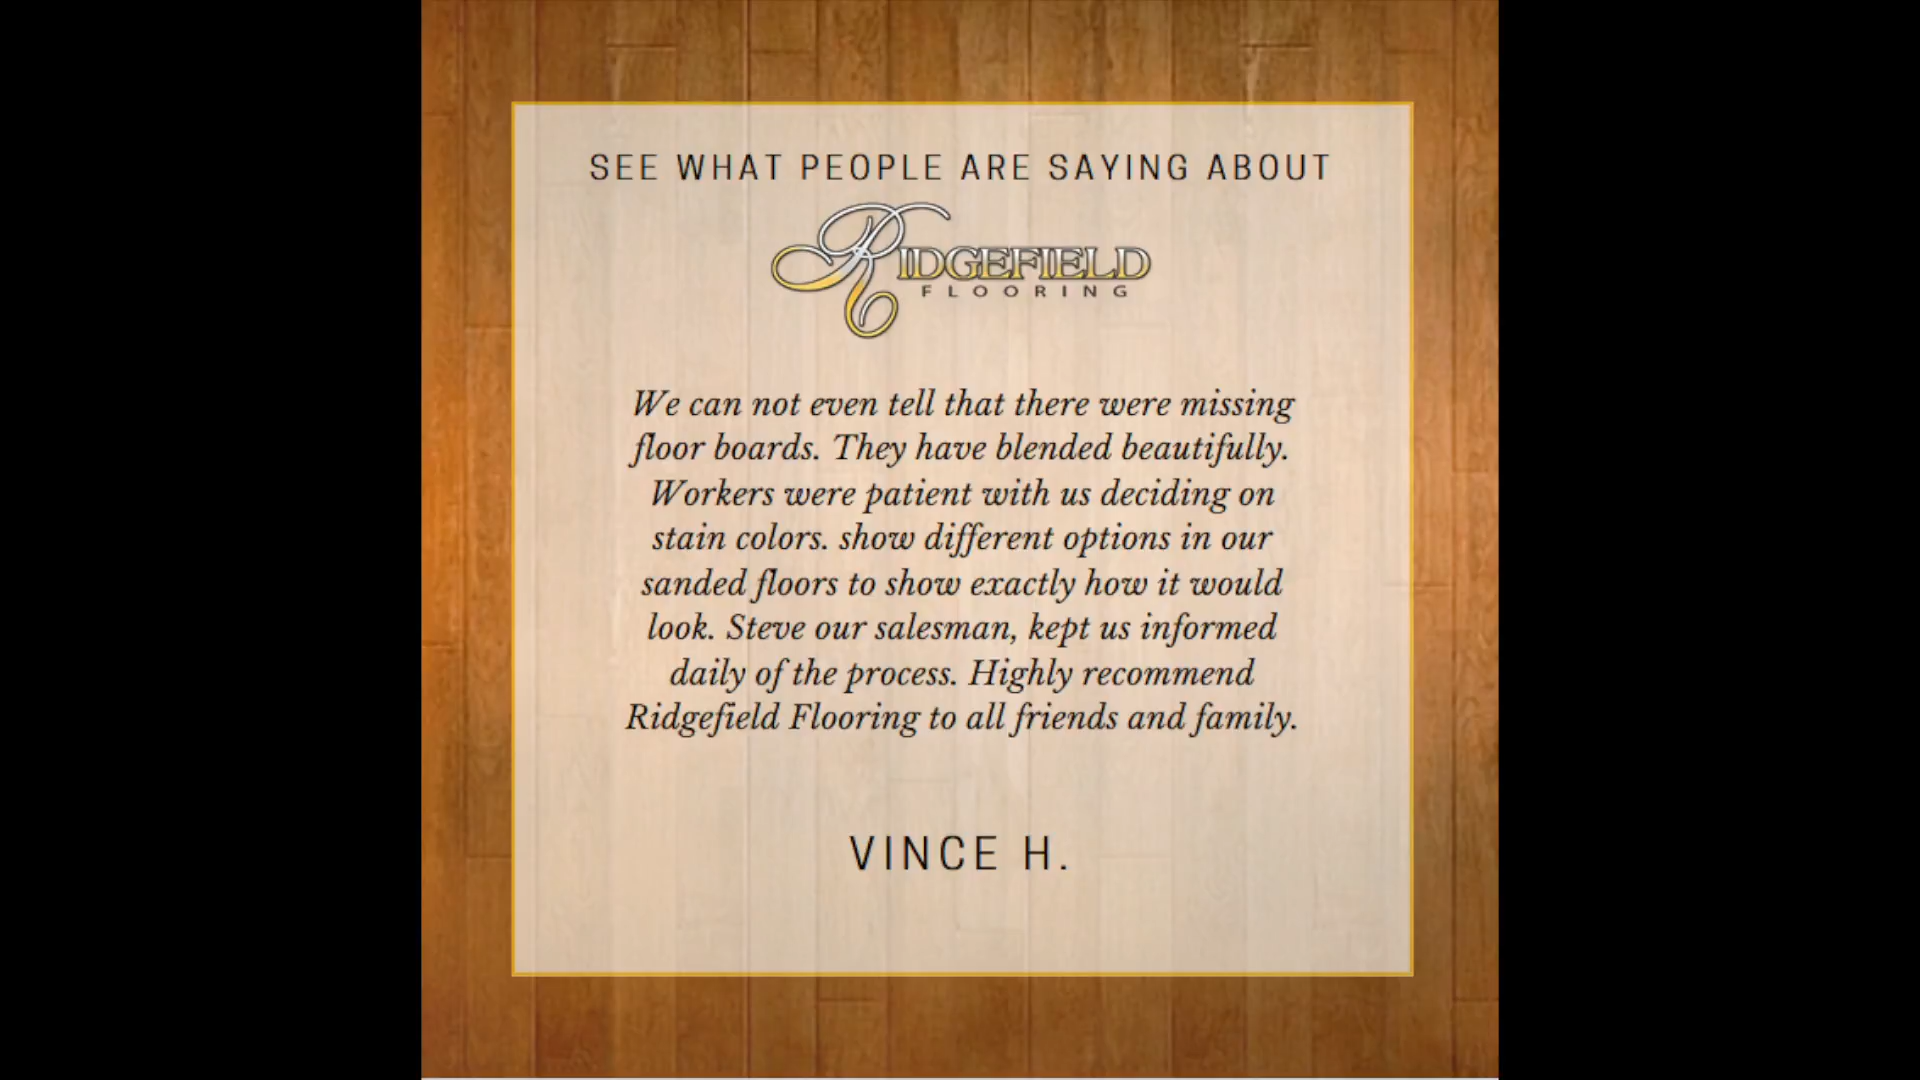 SEE WHAT PEOPLE ARE SAYING ABOUT
RIDGEFIELD
FLOORING
We can not even tell that there were missing
floor boards. They have blended beautifully.
Workers were patient with us deciding on
stain colors. show different options in our
sanded floors to show exactly how it would
look. Steve our salesman, kept us informed
daily of the process. Highly recommend
Ridgefield Flooring to all friends and family.
VINCE H.